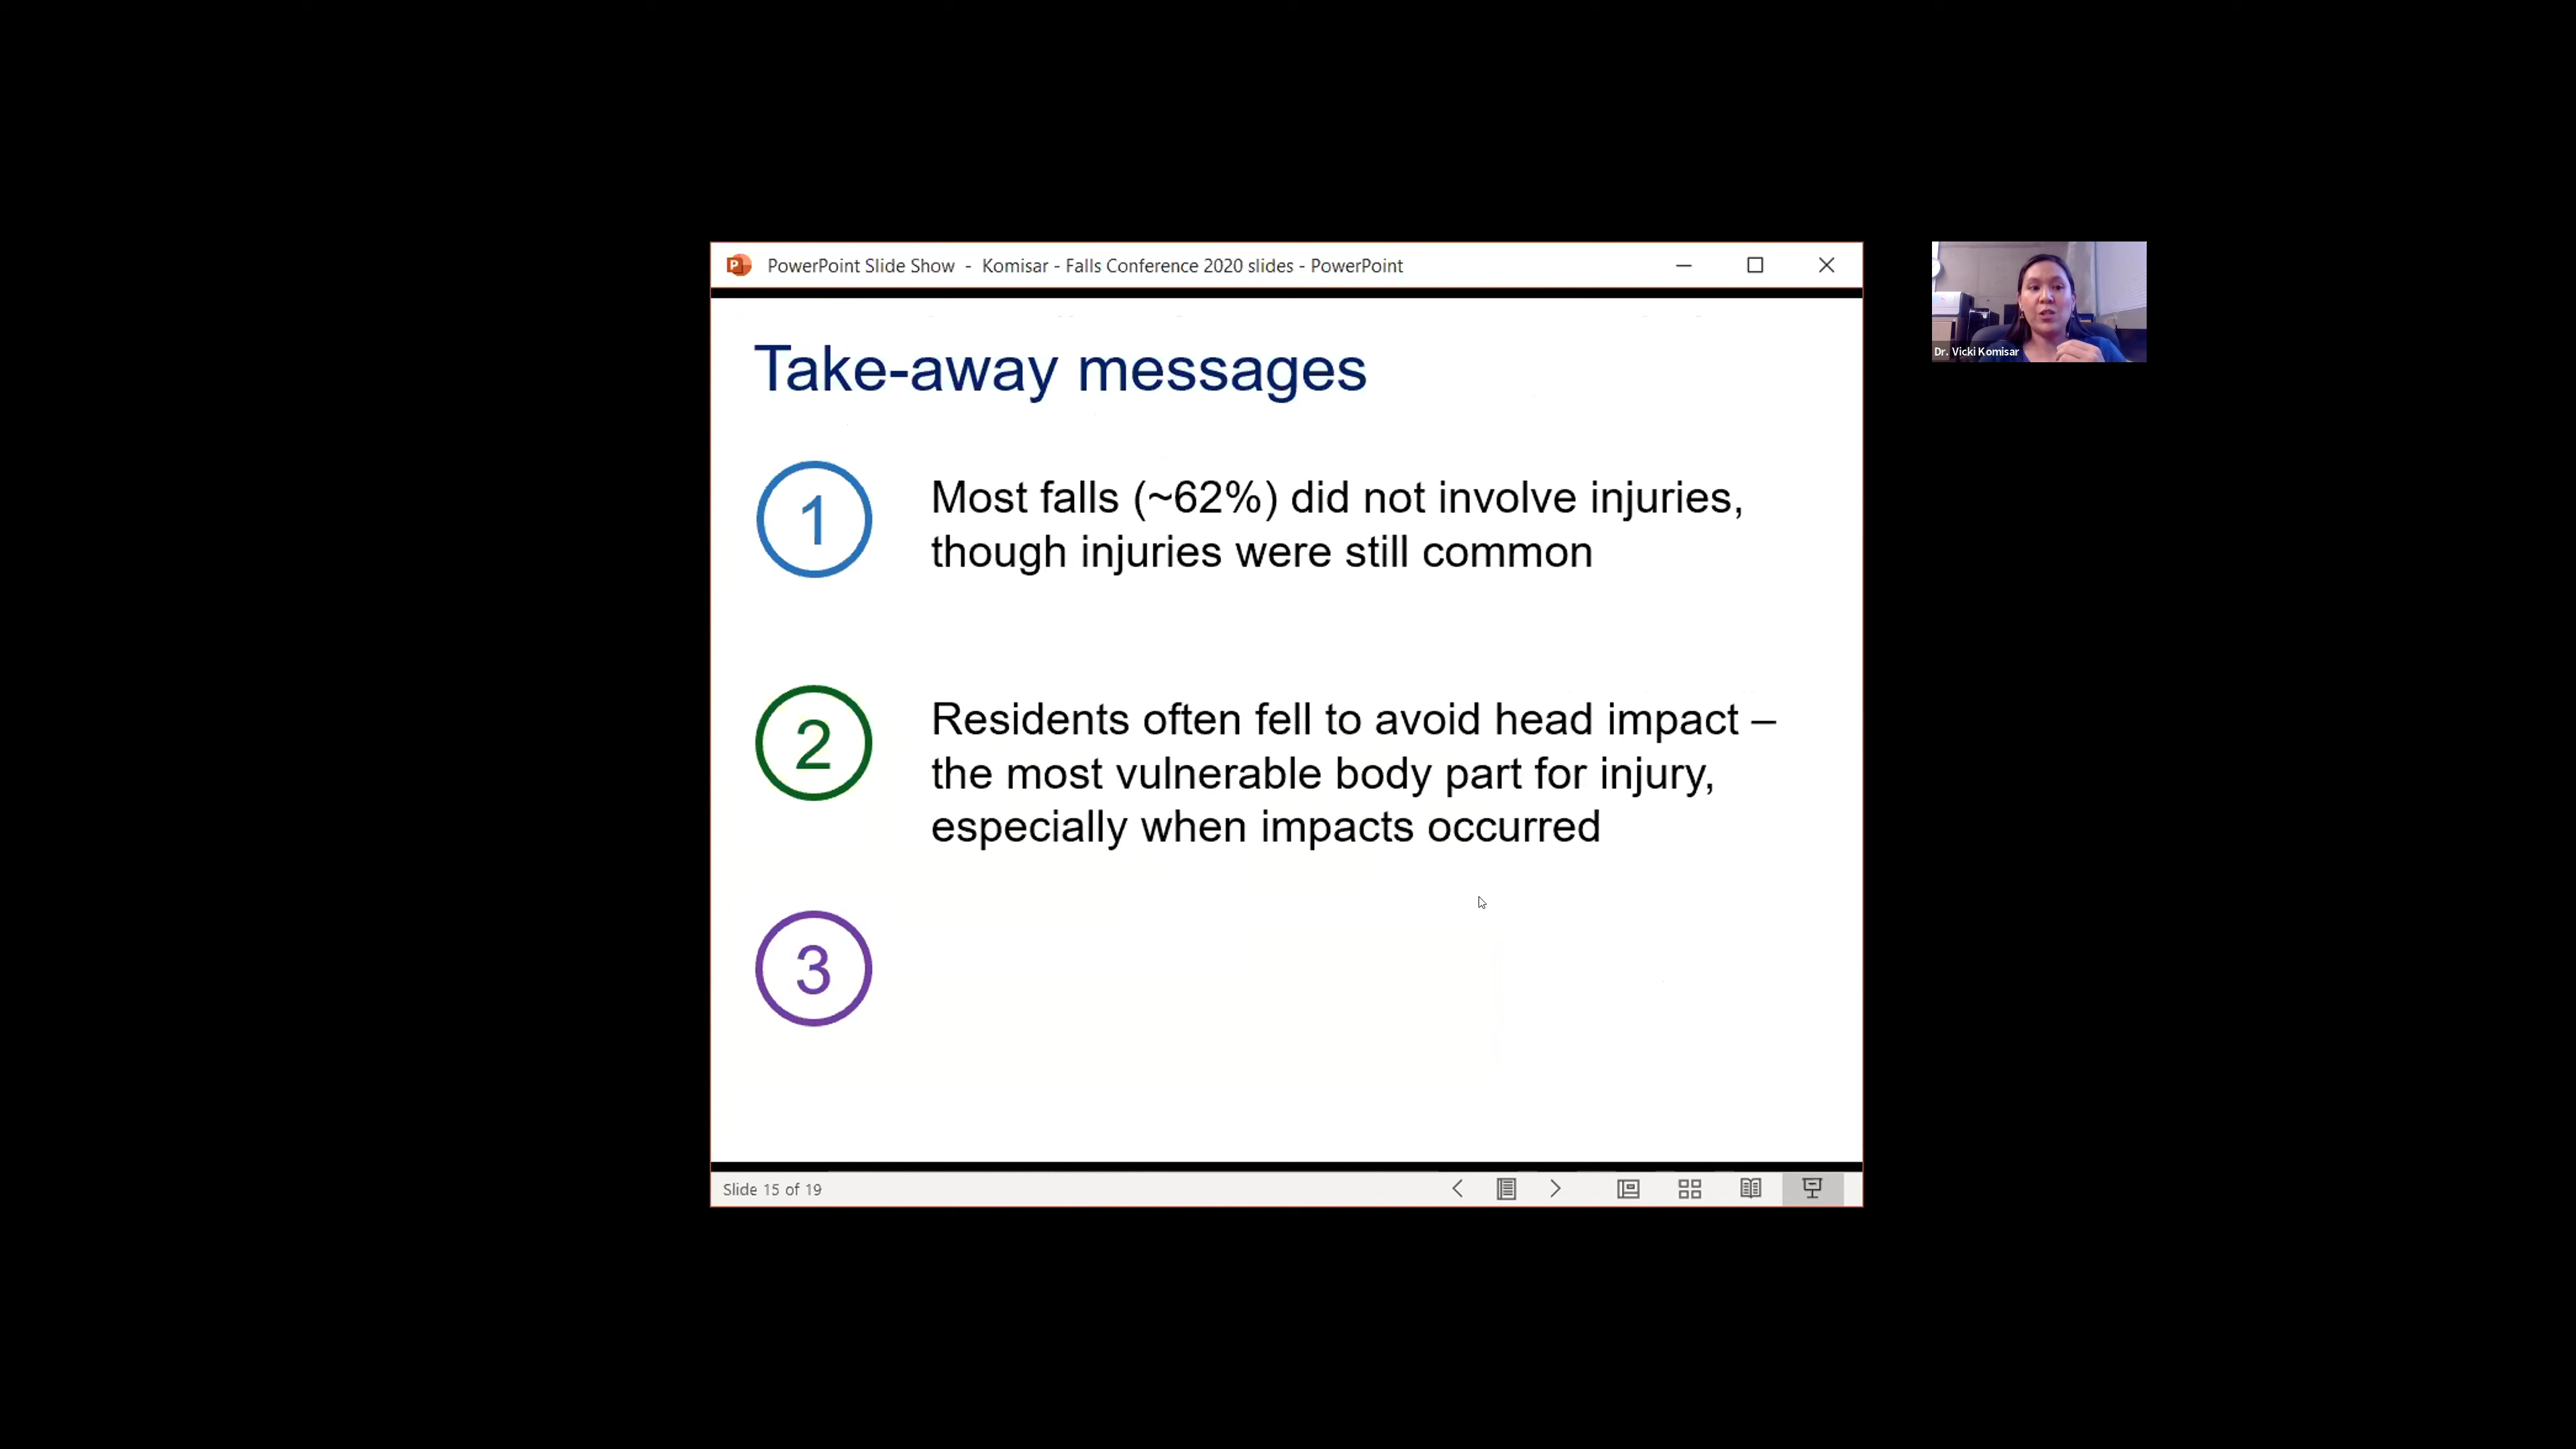 PowerPoint Slide Show - Komisar - Falls Conference 2020 slides - PowerPoint
Take-away messages
1
Most falls (~62%) did not involve injuries,
though injuries were still common
2
Residents often fell to avoid head impact –
the most vulnerable body part for injury,
especially when impacts occurred
3
Slide 15 of 19
Dr. Vicki Komisar